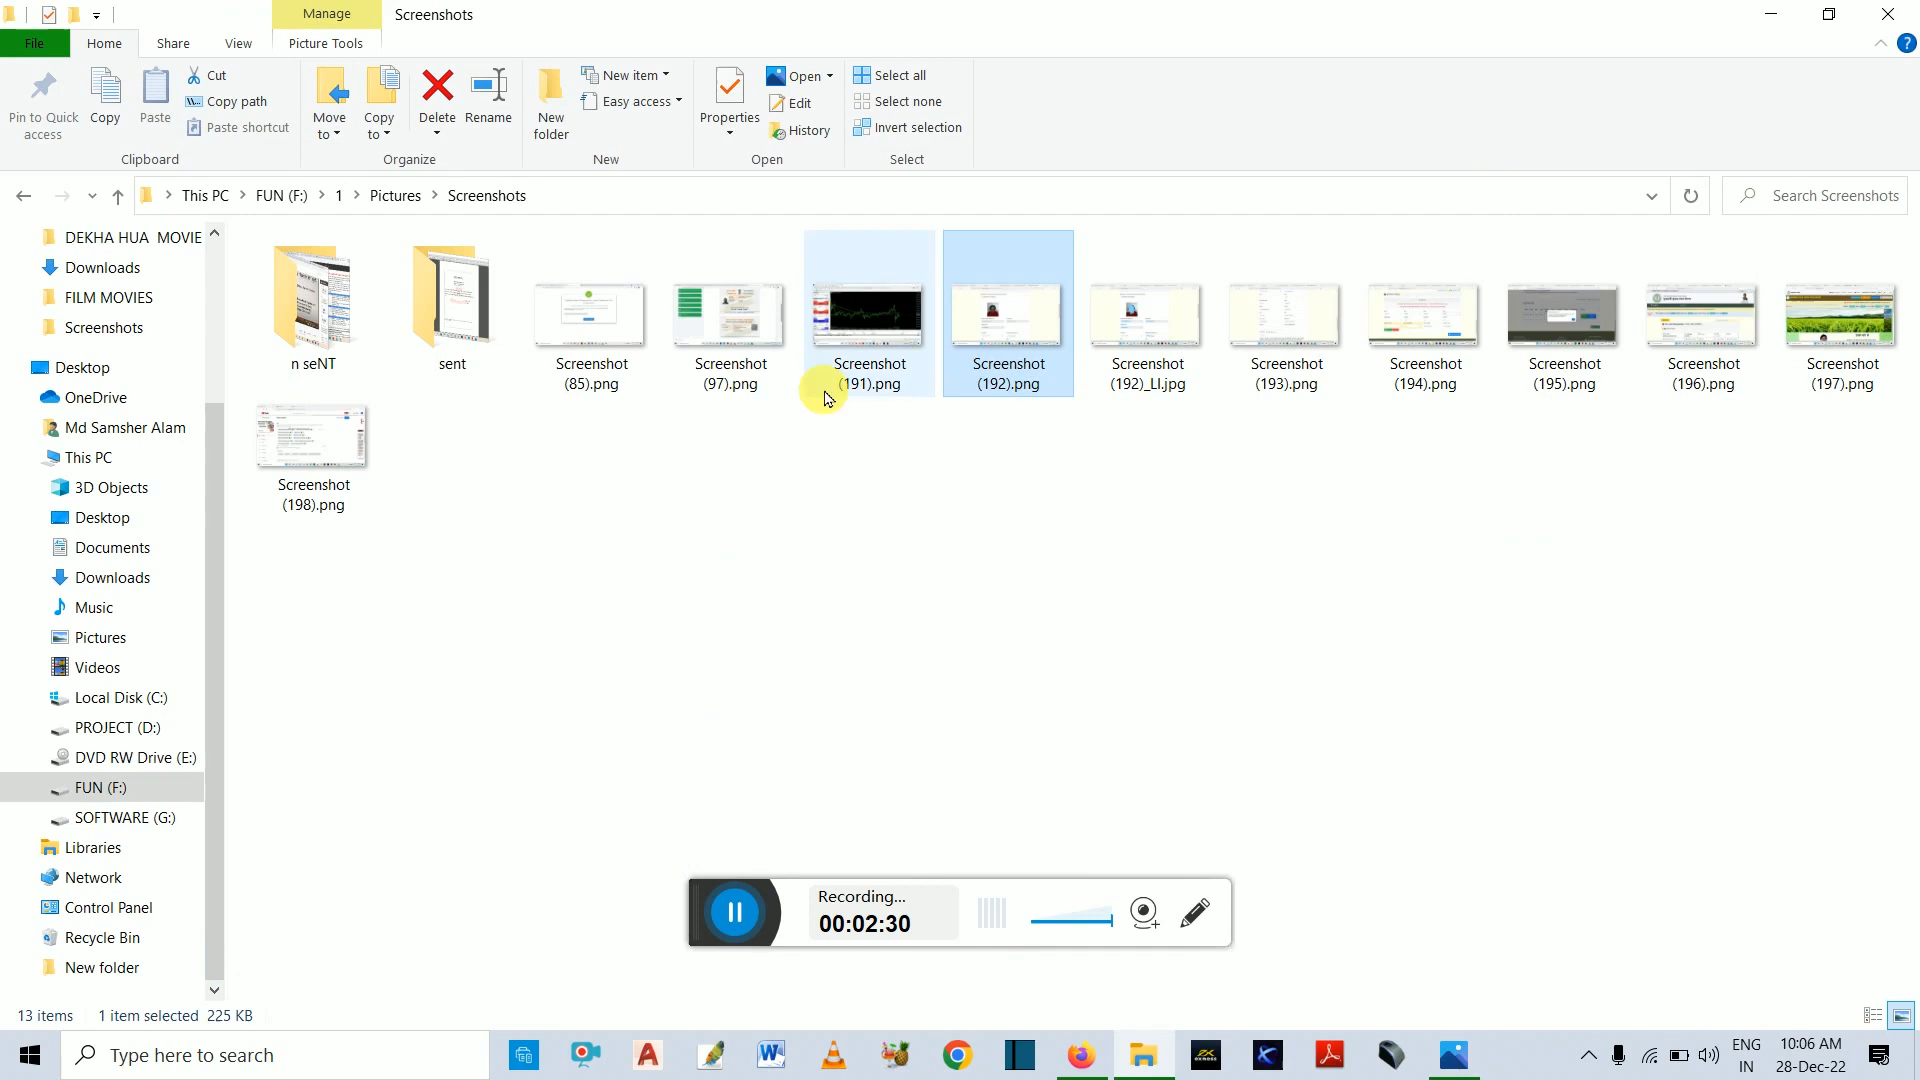 Manage
Screenshots
File
Home
Share
View
Picture Tools
Pin to Quick
access
Copy
Paste
Cut
Copy path
Paste shortcut
Clipboard
Move
to
Copy
to
Delete
Rename
Organize
New
folder
New item
Easy access
New
Properties
Open
Edit
History
Open
Select all
Select none
Invert selection
Select
This PC > FUN (F:) > 1 > Pictures > Screenshots
Search Screenshots
DEKHA HUA MOVIE
Downloads
FILM MOVIES
Screenshots
Desktop
OneDrive
Md Samsher Alam
This PC
3D Objects
Desktop
Documents
Downloads
Music
Pictures
Videos
Local Disk (C:)
PROJECT (D:)
DVD RW Drive (E:)
FUN (F:)
SOFTWARE (G:)
Libraries
Network
Control Panel
Recycle Bin
New folder
n seNT
sent
Screenshot
(85).png
Screenshot
(97).png
Screenshot
(191).png
Screenshot
(192).png
Screenshot
(192)_LI.jpg
Screenshot
(193).png
Screenshot
(194).png
Screenshot
(195).png
Screenshot
(196).png
Screenshot
(197).png
Screenshot
(198).png
Recording...
00:02:30
13 items 1 item selected 225 KB
Type here to search
ENG
IN
10:06 AM
28-Dec-22